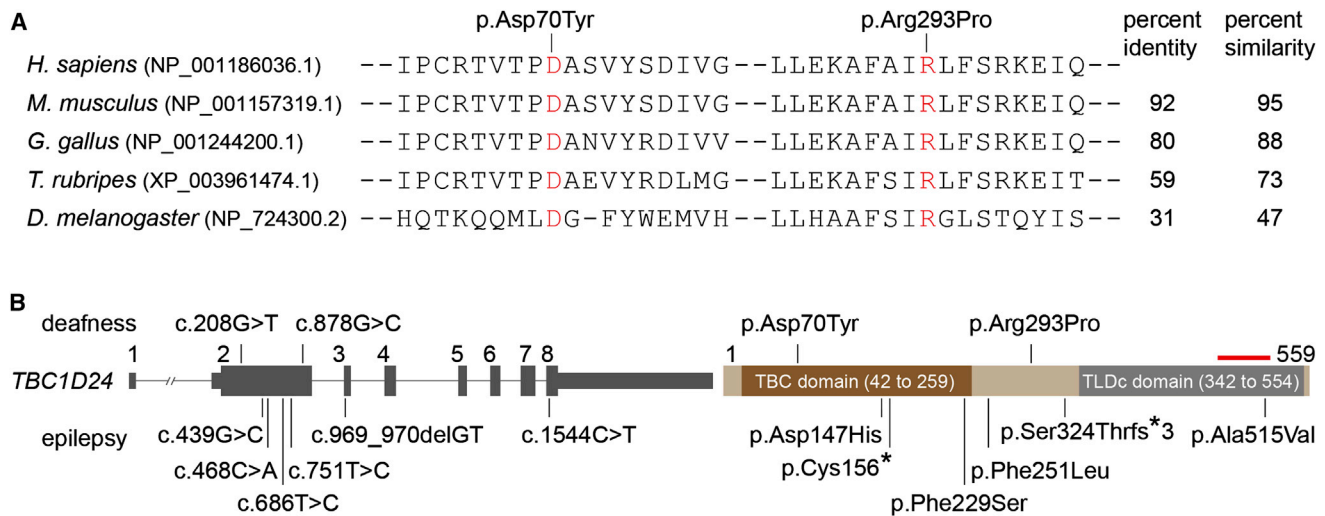 A
p.Asp70Tyr p.Arg293Pro percent identity percent similarity
H. sapiens (NP_001186036.1) --IPCRTVTPDASVYSDIVG--LLEKAFAIRLFSRKEIQ--
M. musculus (NP_001157319.1) --IPCRTVTPDASVYSDIVG--LLEKAFAIRLFSRKEIQ-- 92 95
G. gallus (NP_001244200.1) --IPCRTVTPDANVYRDIVV--LLEKAFAIRLFSRKEIQ-- 80 88
T. rubripes (XP_003961474.1) --IPCRTVTPDAEVYRDLMG--LLEKAFSIRLFSRKEIT-- 59 73
D. melanogaster (NP_724300.2) --HQTKQQMLDG-FYWEMVH--LLHAAFSIRGLSTQYIS-- 31 47
B
deafness c.208G>T c.878G>C p.Asp70Tyr p.Arg293Pro
1 2 3 4 5 6 7 8 1 559
TBC1D24 // TBC domain (42 to 259) TLDc domain (342 to 554)
epilepsy c.439G>C c.969_970delGT c.1544C>T p.Asp147His p.Ser324Thrfs*3 p.Ala515Val
c.468C>A c.751T>C p.Cys156* p.Phe251Leu
c.686T>C p.Phe229Ser